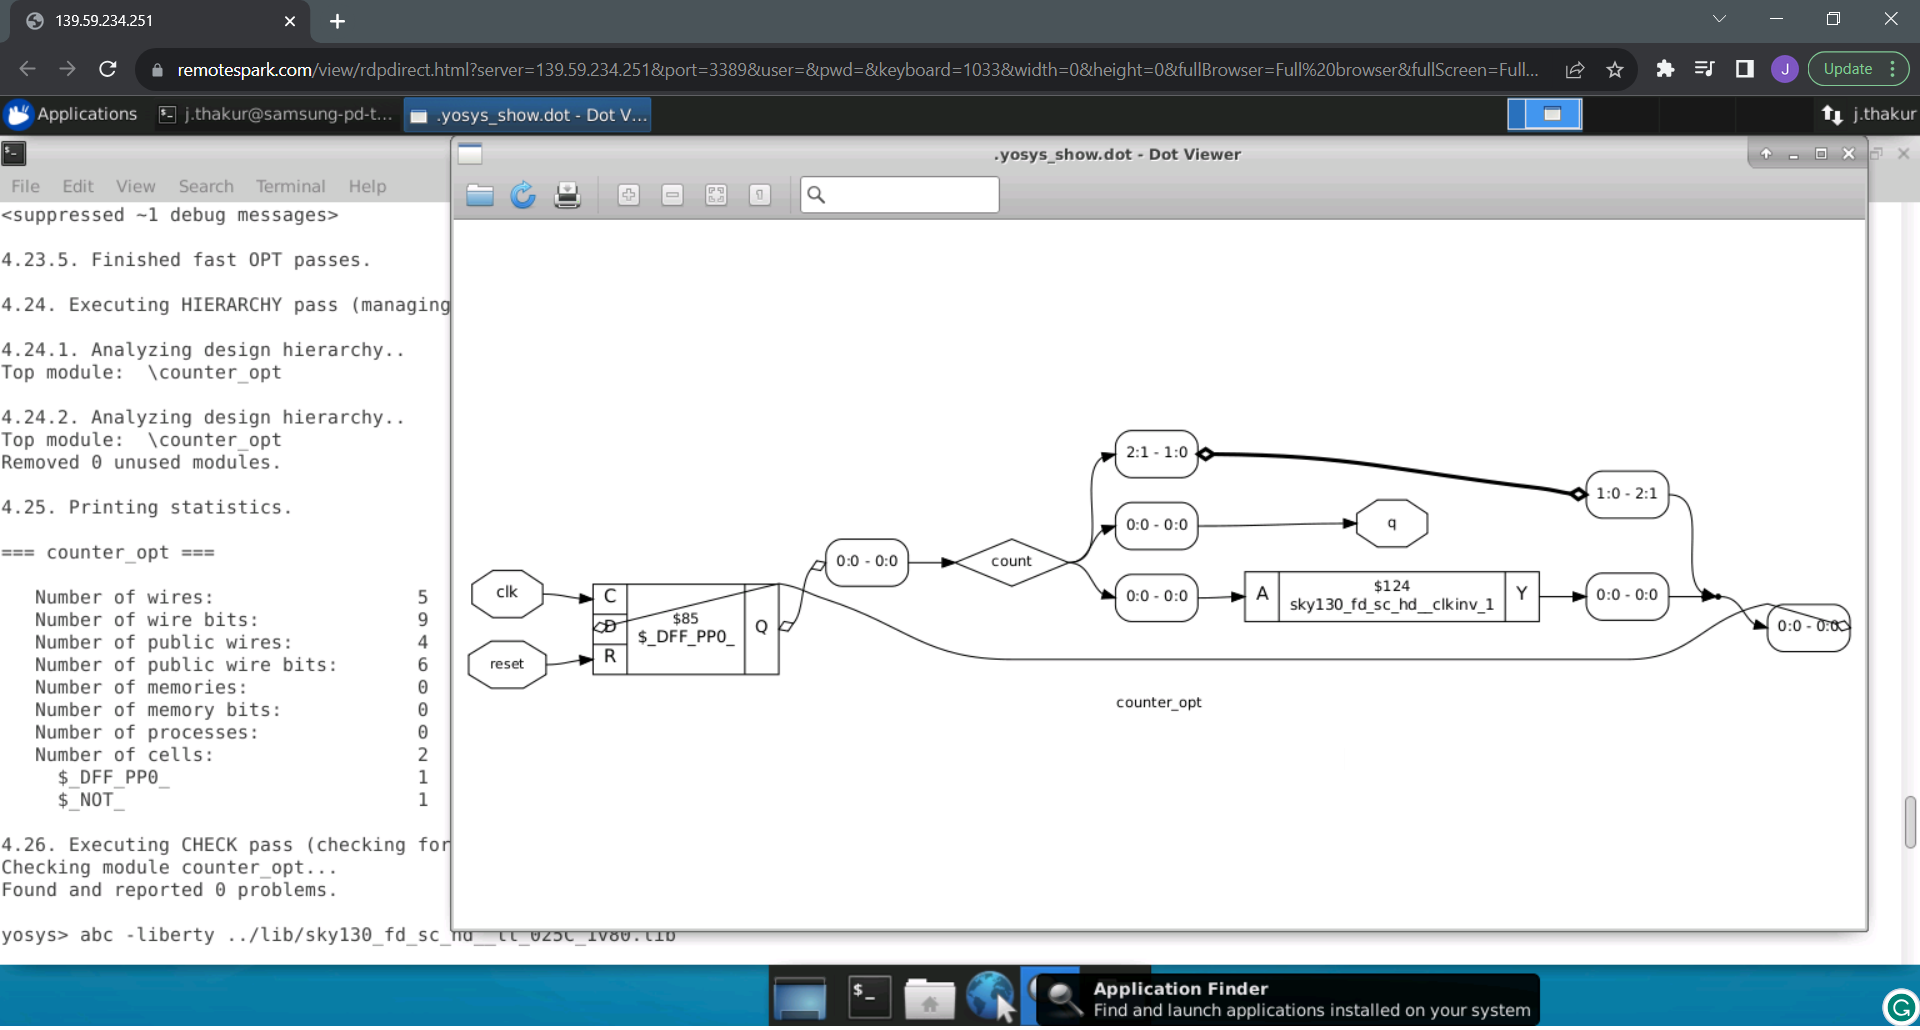 139.59.234.251
remotespark.com/view/rdpdirect.html?server=139.59.234.251&port=3389&user=&pwd=&keyboard=1033&width=0&height=0&fullBrowser=Full%20browser&fullScreen=Full...
J
Update
Applications
j.thakur@samsung-pd-t...
.yosys_show.dot - Dot V...
j.thakur
.yosys_show.dot - Dot Viewer
File Edit View Search Terminal Help
<suppressed ~1 debug messages>
4.23.5. Finished fast OPT passes.
4.24. Executing HIERARCHY pass (managing
4.24.1. Analyzing design hierarchy..
Top module:  \counter_opt
4.24.2. Analyzing design hierarchy..
Top module:  \counter_opt
Removed 0 unused modules.
4.25. Printing statistics.
=== counter_opt ===
Number of wires: 5
Number of wire bits: 9
Number of public wires: 4
Number of public wire bits: 6
Number of memories: 0
Number of memory bits: 0
Number of processes: 0
Number of cells: 2
$_DFF_PP0_ 1
$_NOT_ 1
4.26. Executing CHECK pass (checking for
Checking module counter_opt...
Found and reported 0 problems.
yosys> abc -liberty ../lib/sky130_fd_sc_hd__tt_025C_1v80.lib
clk
reset
C
D
R
$85
$_DFF_PP0_
Q
0:0 - 0:0
count
2:1 - 1:0
0:0 - 0:0
0:0 - 0:0
q
A
$124
sky130_fd_sc_hd__clkinv_1
Y
1:0 - 2:1
0:0 - 0:0
0:0 - 0:0
counter_opt
Application Finder
Find and launch applications installed on your system